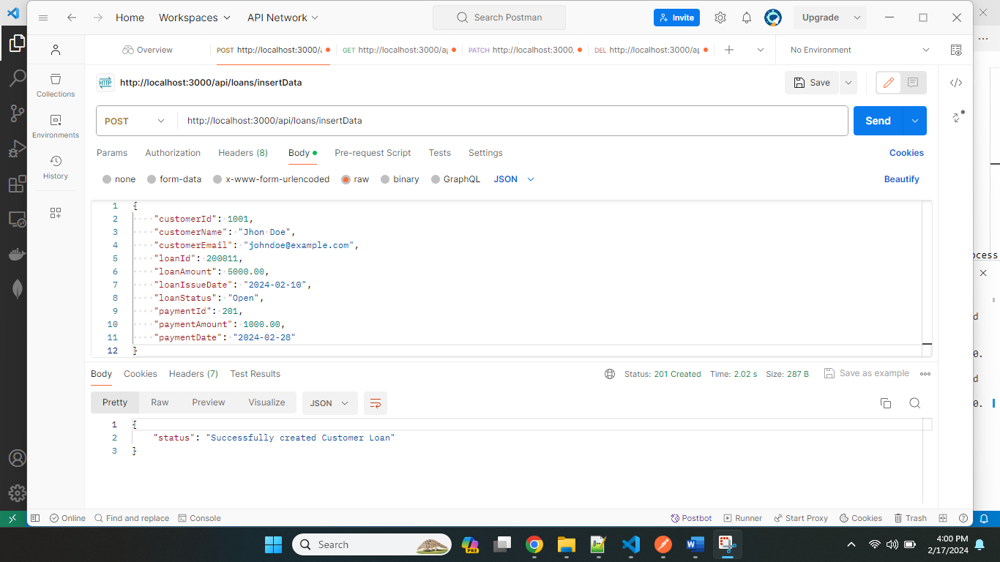 Home Workspaces API Network Search Postman Invite Upgrade
Overview POST http://localhost:3000/a GET http://localhost:3000/ap PATCH http://localhost:3000, DEL http://localhost:3000/ap No Environment
HTTP http://localhost:3000/api/loans/insertData Save
Collections
Environments
History
POST http://localhost:3000/api/loans/insertData Send
Params Authorization Headers (8) Body Pre-request Script Tests Settings Cookies
none form-data x-www-form-urlencoded raw binary GraphQL JSON Beautify
1 {
2 "customerId": 1001,
3 "customerName": "Jhon Doe",
4 "customerEmail": "johndoe@example.com",
5 "loanId": 200011,
6 "loanAmount": 5000.00,
7 "loanIssueDate": "2024-02-10",
8 "loanStatus": "Open",
9 "paymentId": 201,
10 "paymentAmount": 1000.00,
11 "paymentDate": "2024-02-28"
12 }
ocess
d
0.
d
0.
Body Cookies Headers (7) Test Results Status: 201 Created Time: 2.02 s Size: 287 B Save as example
Pretty Raw Preview Visualize JSON
1 {
2 "status": "Successfully created Customer Loan"
3 }
Online Find and replace Console Postbot Runner Start Proxy Cookies Trash
Search PRE 4:00 PM
2/17/2024